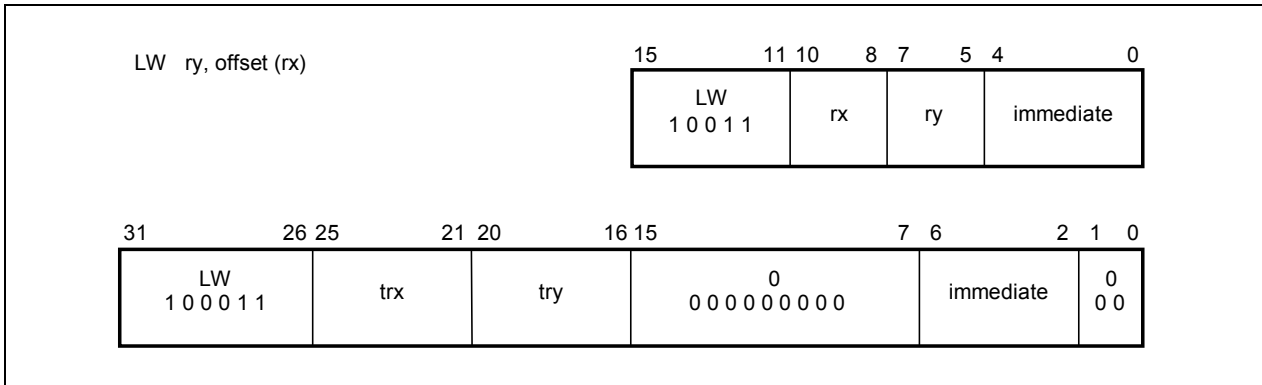 LW ry, offset (rx)
15 11 10 8 7 5 4 0
LW rx ry immediate
1 0 0 1 1
31 26 25 21 20 16 15 7 6 2 1 0
LW trx try 0 immediate 0
1 0 0 0 1 1 0 0 0 0 0 0 0 0 0 0 0